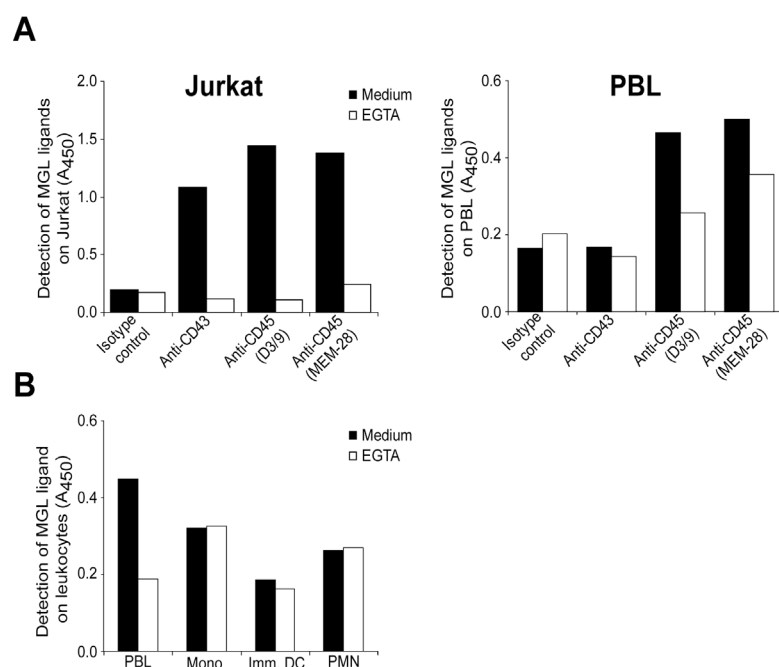 A
Jurkat
PBL
Medium
EGTA
Detection of MGL ligands
on Jurkat (A450)
2.0
1.5
1.0
0.5
0.0
Isotype
control
Anti-CD43
Anti-CD45
(D3/9)
Anti-CD45
(MEM-28)
Detection of MGL ligands
on PBL (A450)
0.6
0.4
0.2
0.0
Isotype
control
Anti-CD43
Anti-CD45
(D3/9)
Anti-CD45
(MEM-28)
B
Medium
EGTA
Detection of MGL ligand
on leukocytes (A450)
0.6
0.4
0.2
0.0
PBL
Mono
Imm. DC
PMN